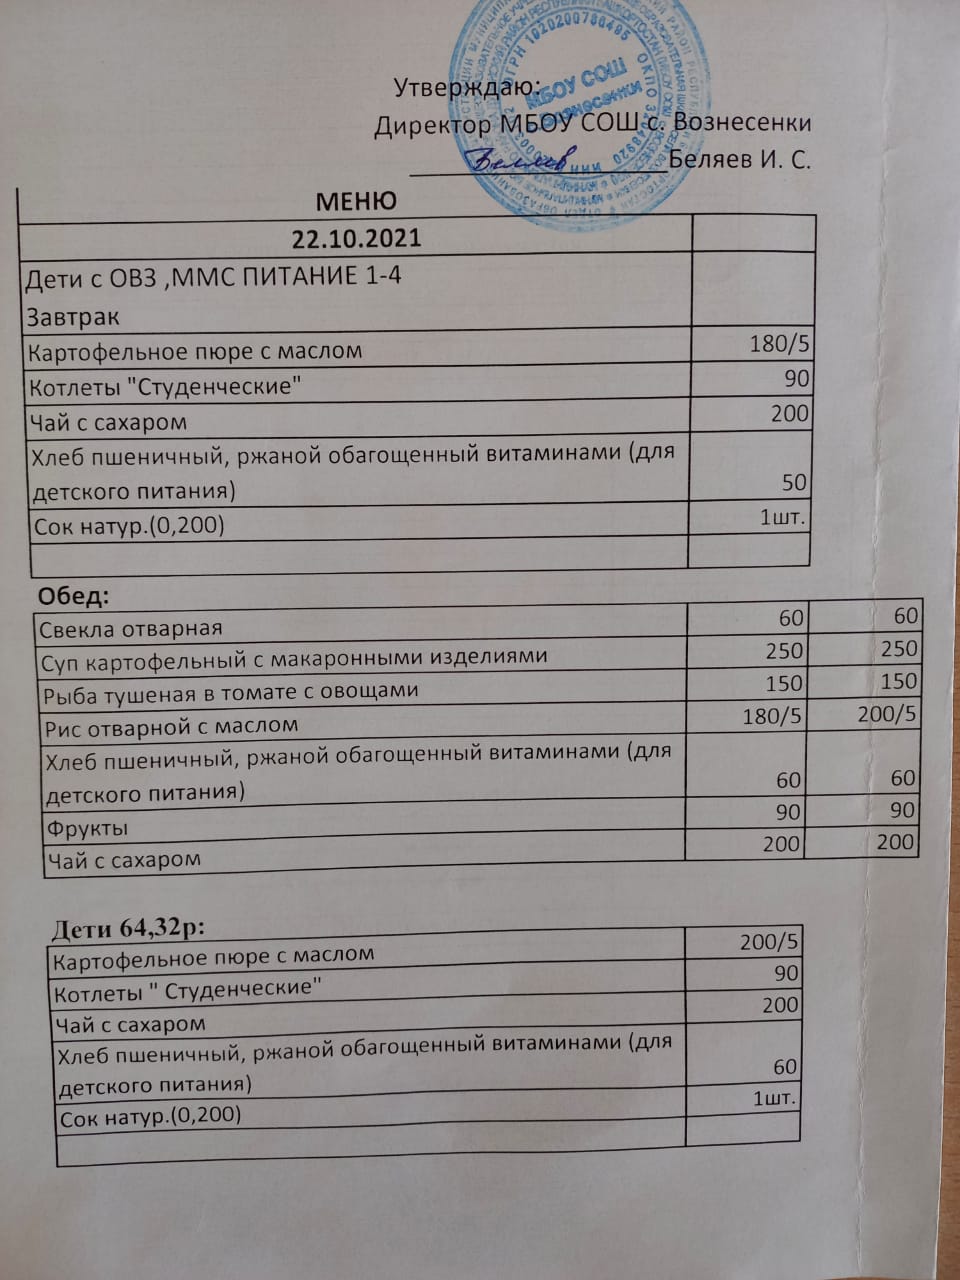 Утверждаю:
Директор МБОУ СОШ с. Вознесенки
Беляев И. С.
МБОУ СОШ
с. Вознесенки
ОГРН 1020200786495
МЕНЮ
22.10.2021
Дети с ОВЗ ,ММС ПИТАНИЕ 1-4
Завтрак
Картофельное пюре с маслом 180/5
Котлеты "Студенческие" 90
Чай с сахаром 200
Хлеб пшеничный, ржаной обагощенный витаминами (для
детского питания) 50
Сок натур.(0,200) 1шт.
Обед:
Свекла отварная 60 60
Суп картофельный с макаронными изделиями 250 250
Рыба тушеная в томате с овощами 150 150
Рис отварной с маслом 180/5 200/5
Хлеб пшеничный, ржаной обагощенный витаминами (для
детского питания) 60 60
Фрукты 90 90
Чай с сахаром 200 200
Дети 64,32р:
Картофельное пюре с маслом 200/5
Котлеты " Студенческие" 90
Чай с сахаром 200
Хлеб пшеничный, ржаной обагощенный витаминами (для
детского питания) 60
Сок натур.(0,200) 1шт.